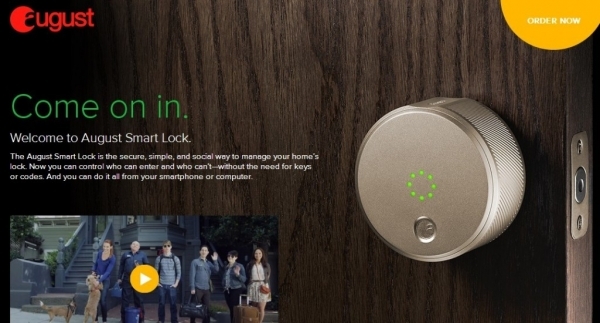 august
ORDER NOW
Come on in.
Welcome to August Smart Lock.
The August Smart Lock is the secure, simple, and social way to manage your home's
lock. Now you can control who can enter and who can't—without the need for keys
or codes. And you can do it all from your smartphone or computer.